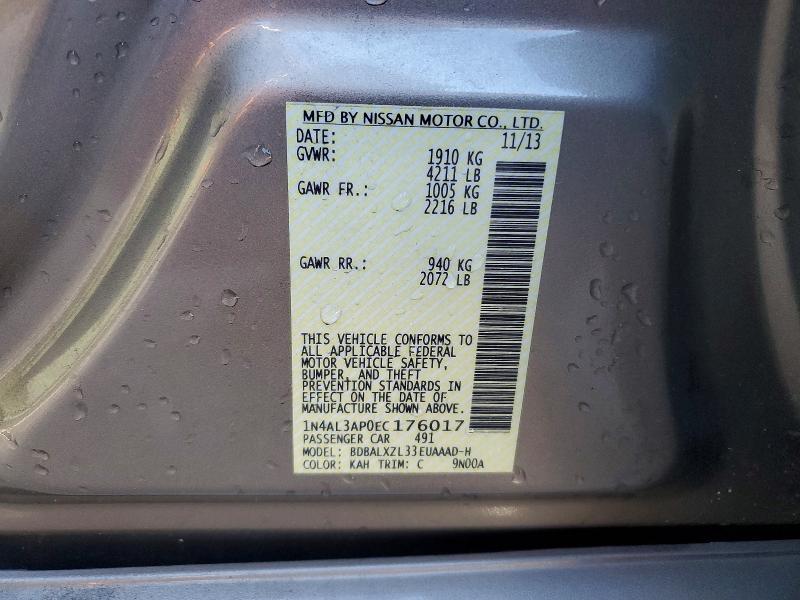 MFD BY NISSAN MOTOR CO., LTD.
DATE: 11/13
GVWR: 1910 KG
4211 LB
GAWR FR.: 1005 KG
2216 LB
GAWR RR.: 940 KG
2072 LB
THIS VEHICLE CONFORMS TO
ALL APPLICABLE FEDERAL
MOTOR VEHICLE SAFETY,
BUMPER, AND THEFT
PREVENTION STANDARDS IN
EFFECT ON THE DATE OF
MANUFACTURE SHOWN ABOVE.
1N4AL3AP0EC176017
PASSENGER CAR 491
MODEL: BDBALXZL33EUAAAD-H
COLOR: KAH TRIM: C 9N00A